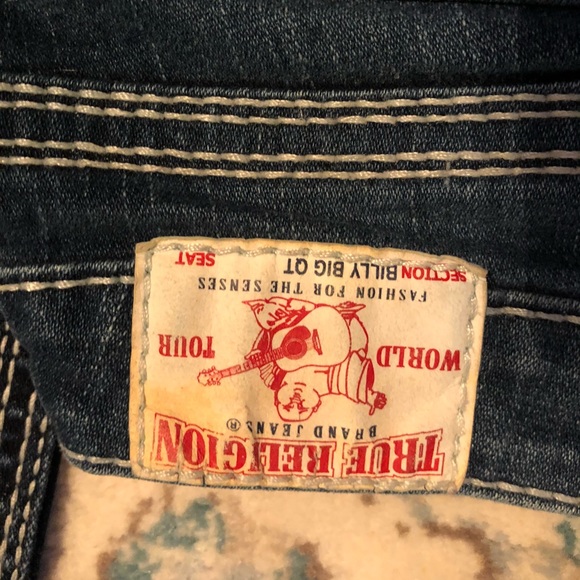 TRUE RELIGION
BRAND JEANS®
WORLD TOUR
FASHION FOR THE SENSES
SECTION BILLY BIG QT SEAT